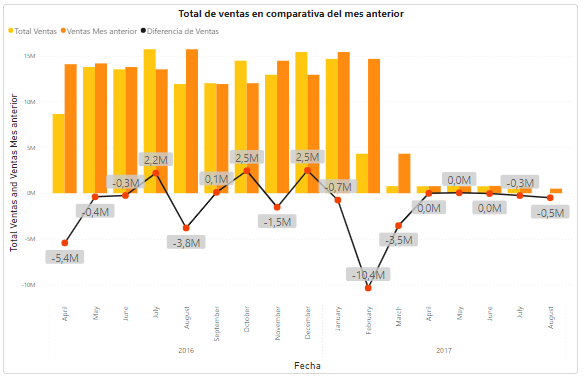 Total de ventas en comparativa del mes anterior
Total Ventas Ventas Mes anterior Diferencia de Ventas
Total Ventas and Ventas Mes anterior
15M
10M
5M
0M
-5M
-10M
-5,4M
-0,4M
-0,3M
2,2M
-3,8M
0,1M
2,5M
-1,5M
2,5M
-0,7M
-10,4M
-3,5M
0,0M
0,0M
0,0M
-0,3M
-0,5M
April
May
June
July
August
September
October
November
December
January
February
March
April
May
June
July
August
2016
2017
Fecha